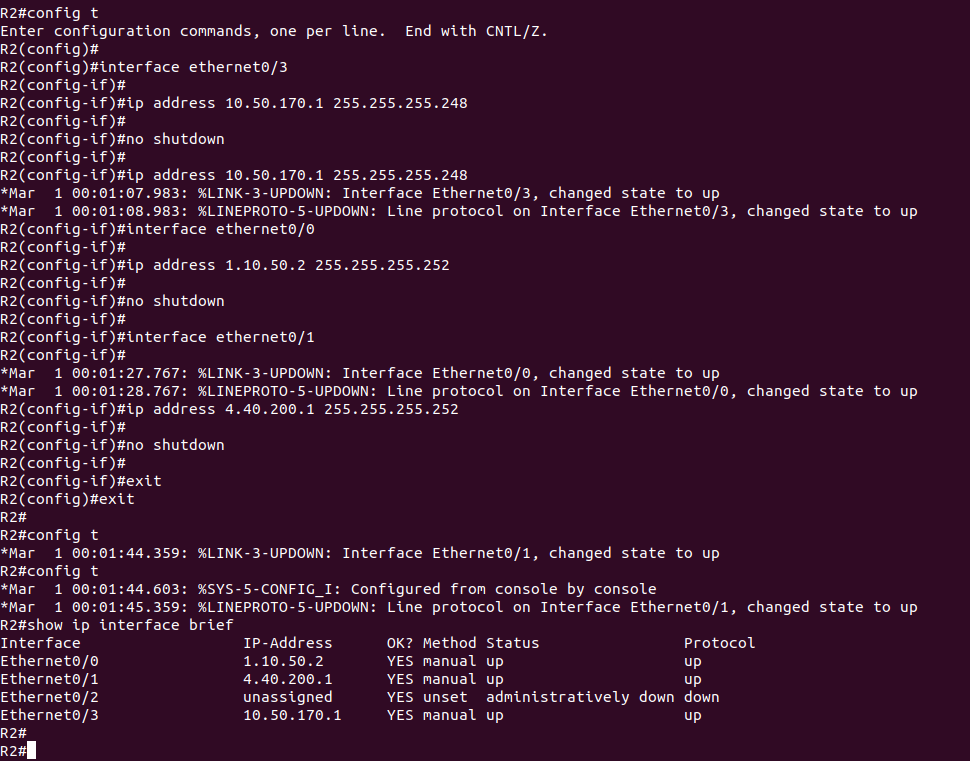 R2#config t
Enter configuration commands, one per line.  End with CNTL/Z.
R2(config)#
R2(config)#interface ethernet0/3
R2(config-if)#
R2(config-if)#ip address 10.50.170.1 255.255.255.248
R2(config-if)#
R2(config-if)#no shutdown
R2(config-if)#
R2(config-if)#ip address 10.50.170.1 255.255.255.248
*Mar  1 00:01:07.983: %LINK-3-UPDOWN: Interface Ethernet0/3, changed state to up
*Mar  1 00:01:08.983: %LINEPROTO-5-UPDOWN: Line protocol on Interface Ethernet0/3, changed state to up
R2(config-if)#interface ethernet0/0
R2(config-if)#
R2(config-if)#ip address 1.10.50.2 255.255.255.252
R2(config-if)#
R2(config-if)#no shutdown
R2(config-if)#
R2(config-if)#interface ethernet0/1
R2(config-if)#
*Mar  1 00:01:27.767: %LINK-3-UPDOWN: Interface Ethernet0/0, changed state to up
*Mar  1 00:01:28.767: %LINEPROTO-5-UPDOWN: Line protocol on Interface Ethernet0/0, changed state to up
R2(config-if)#ip address 4.40.200.1 255.255.255.252
R2(config-if)#
R2(config-if)#no shutdown
R2(config-if)#
R2(config-if)#exit
R2(config)#exit
R2#
R2#config t
*Mar  1 00:01:44.359: %LINK-3-UPDOWN: Interface Ethernet0/1, changed state to up
R2#config t
*Mar  1 00:01:44.603: %SYS-5-CONFIG_I: Configured from console by console
*Mar  1 00:01:45.359: %LINEPROTO-5-UPDOWN: Line protocol on Interface Ethernet0/1, changed state to up
R2#show ip interface brief
Interface                  IP-Address      OK? Method Status                Protocol
Ethernet0/0                1.10.50.2       YES manual up                    up
Ethernet0/1                4.40.200.1      YES manual up                    up
Ethernet0/2                unassigned      YES unset  administratively down down
Ethernet0/3                10.50.170.1     YES manual up                    up
R2#
R2#